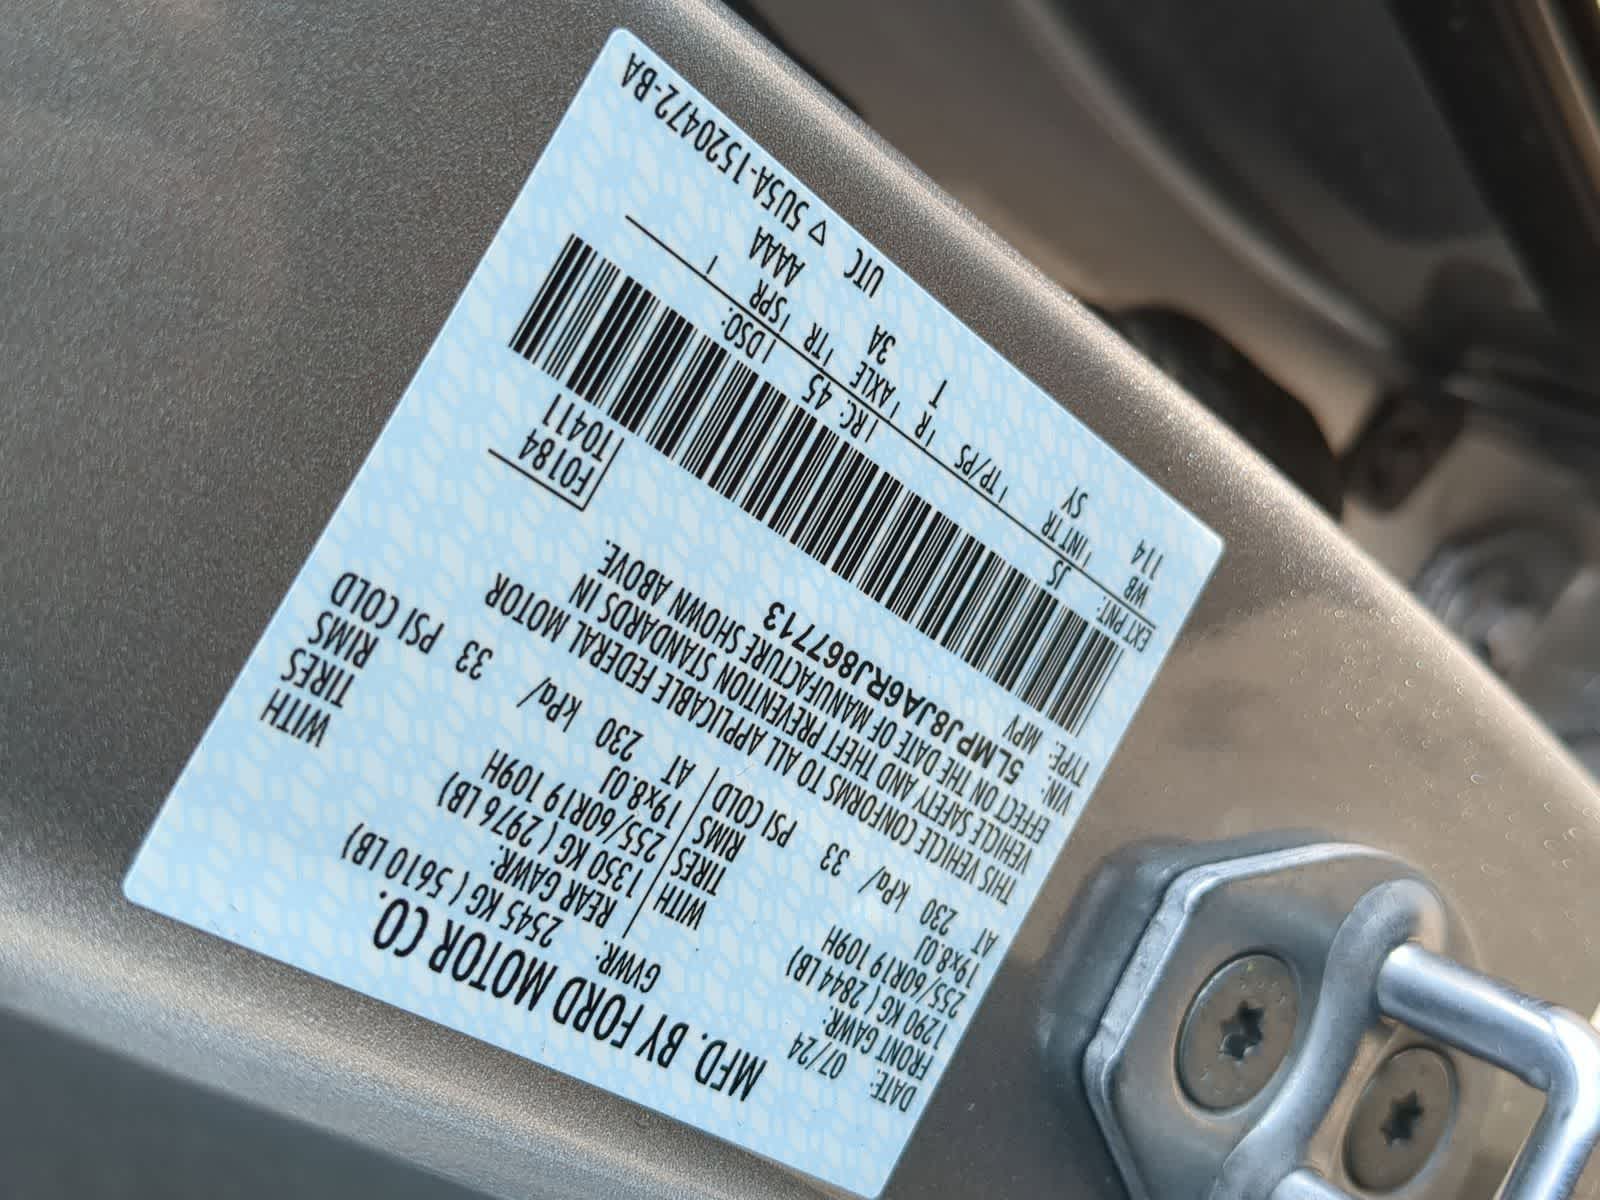 MFD. BY FORD MOTOR CO.
DATE: 07/24
GVWR: 2545 KG ( 5610 LB)
FRONT GAWR: REAR GAWR:
1290 KG ( 2844 LB) 1350 KG ( 2976 LB)
255/60R19 109H WITH TIRES 255/60R19 109H WITH TIRES
19x8.0J RIMS 19x8.0J RIMS
AT 230 kPa/ 33 PSI COLD AT 230 kPa/ 33 PSI COLD
THIS VEHICLE CONFORMS TO ALL APPLICABLE FEDERAL MOTOR
VEHICLE SAFETY AND THEFT PREVENTION STANDARDS IN
EFFECT ON THE DATE OF MANUFACTURE SHOWN ABOVE.
VIN: 5LMPJ8JA6RJ867713
TYPE: MPV
F0184
T0411
EXT PNT: JS RC: 45 DSO:
WB INT TR TP/PS R AXLE TR SPR
114 SY T 3A AAAA
UTC ▽ 5U5A-1520472-BA